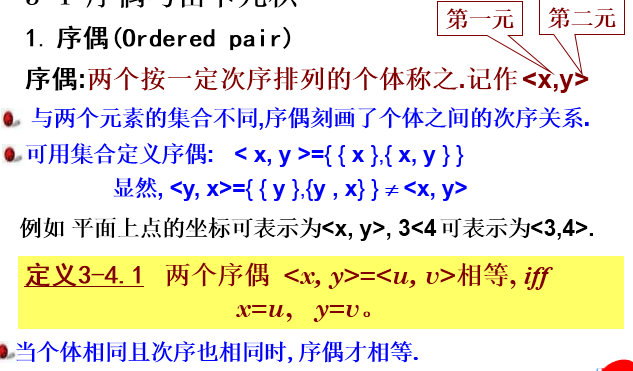 第一元 第二元
1. 序偶(Ordered pair)
序偶:两个按一定次序排列的个体称之.记作<x,y>
与两个元素的集合不同,序偶刻画了个体之间的次序关系.
可用集合定义序偶: < x, y >={ { x },{ x, y } }
显然, <y, x>={ { y },{y , x} } ≠ <x, y>
例如 平面上点的坐标可表示为<x, y>, 3<4可表示为<3,4>.
定义3-4.1 两个序偶 <x, y>=<u, v>相等, iff
x=u, y=v。
当个体相同且次序也相同时, 序偶才相等.